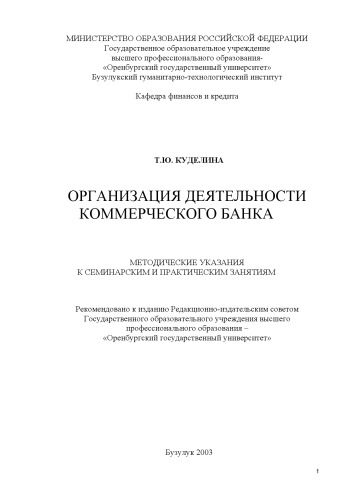 МИНИСТЕРСТВО ОБРАЗОВАНИЯ РОССИЙСКОЙ ФЕДЕРАЦИИ
Государственное образовательное учреждение
высшего профессионального образования-
«Оренбургский государственный университет»
Бузулукский гуманитарно-технологический институт
Кафедра финансов и кредита
Т.Ю. КУДЕЛИНА
ОРГАНИЗАЦИЯ ДЕЯТЕЛЬНОСТИ
КОММЕРЧЕСКОГО БАНКА
МЕТОДИЧЕСКИЕ УКАЗАНИЯ
К СЕМИНАРСКИМ И ПРАКТИЧЕСКИМ ЗАНЯТИЯМ
Рекомендовано к изданию Редакционно-издательским советом
Государственного образовательного учреждения высшего
профессионального образования –
«Оренбургский государственный университет»
Бузулук 2003
1